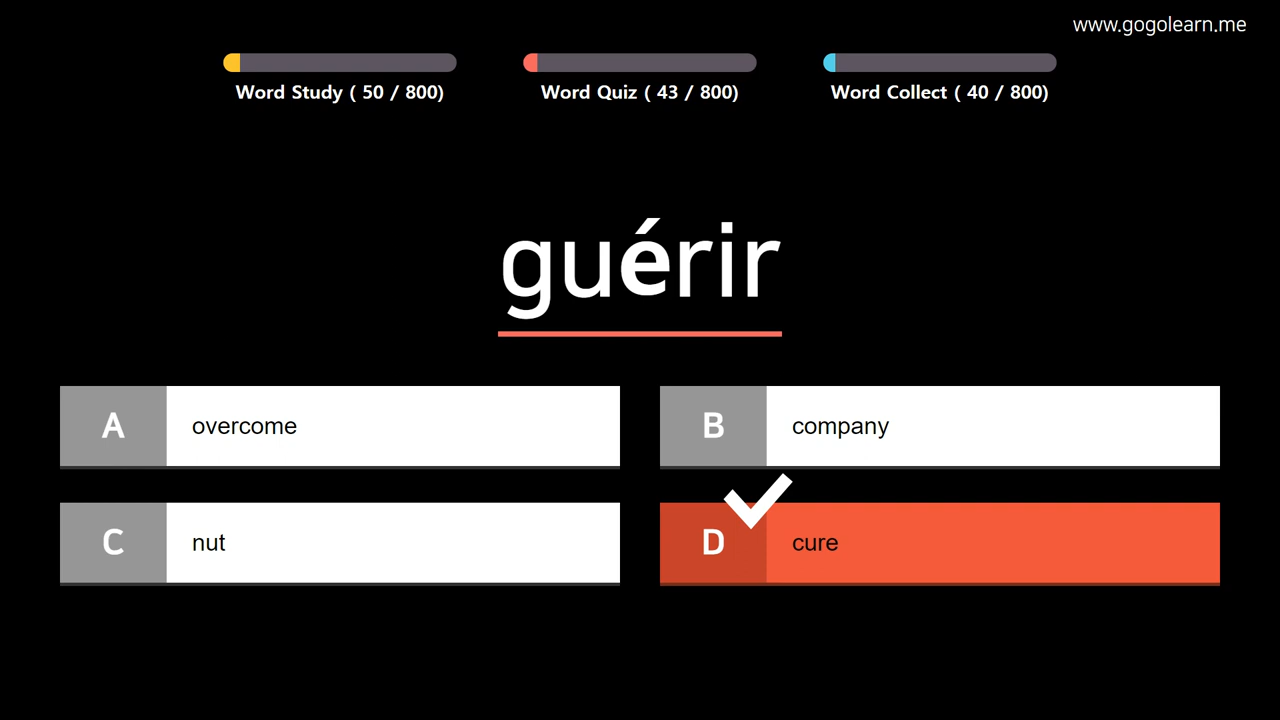 www.gogolearn.me
Word Study ( 50 / 800)
Word Quiz ( 43 / 800)
Word Collect ( 40 / 800)
guérir
A overcome
B company
C nut
D cure